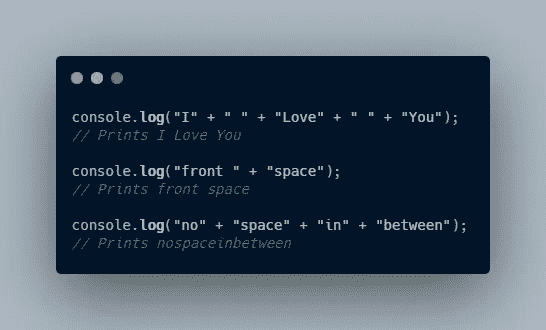 console.log("I" + " " + "Love" + " " + "You");
// Prints I Love You
console.log("front " + "space");
// Prints front space
console.log("no" + "space" + "in" + "between");
// Prints nospaceinbetween